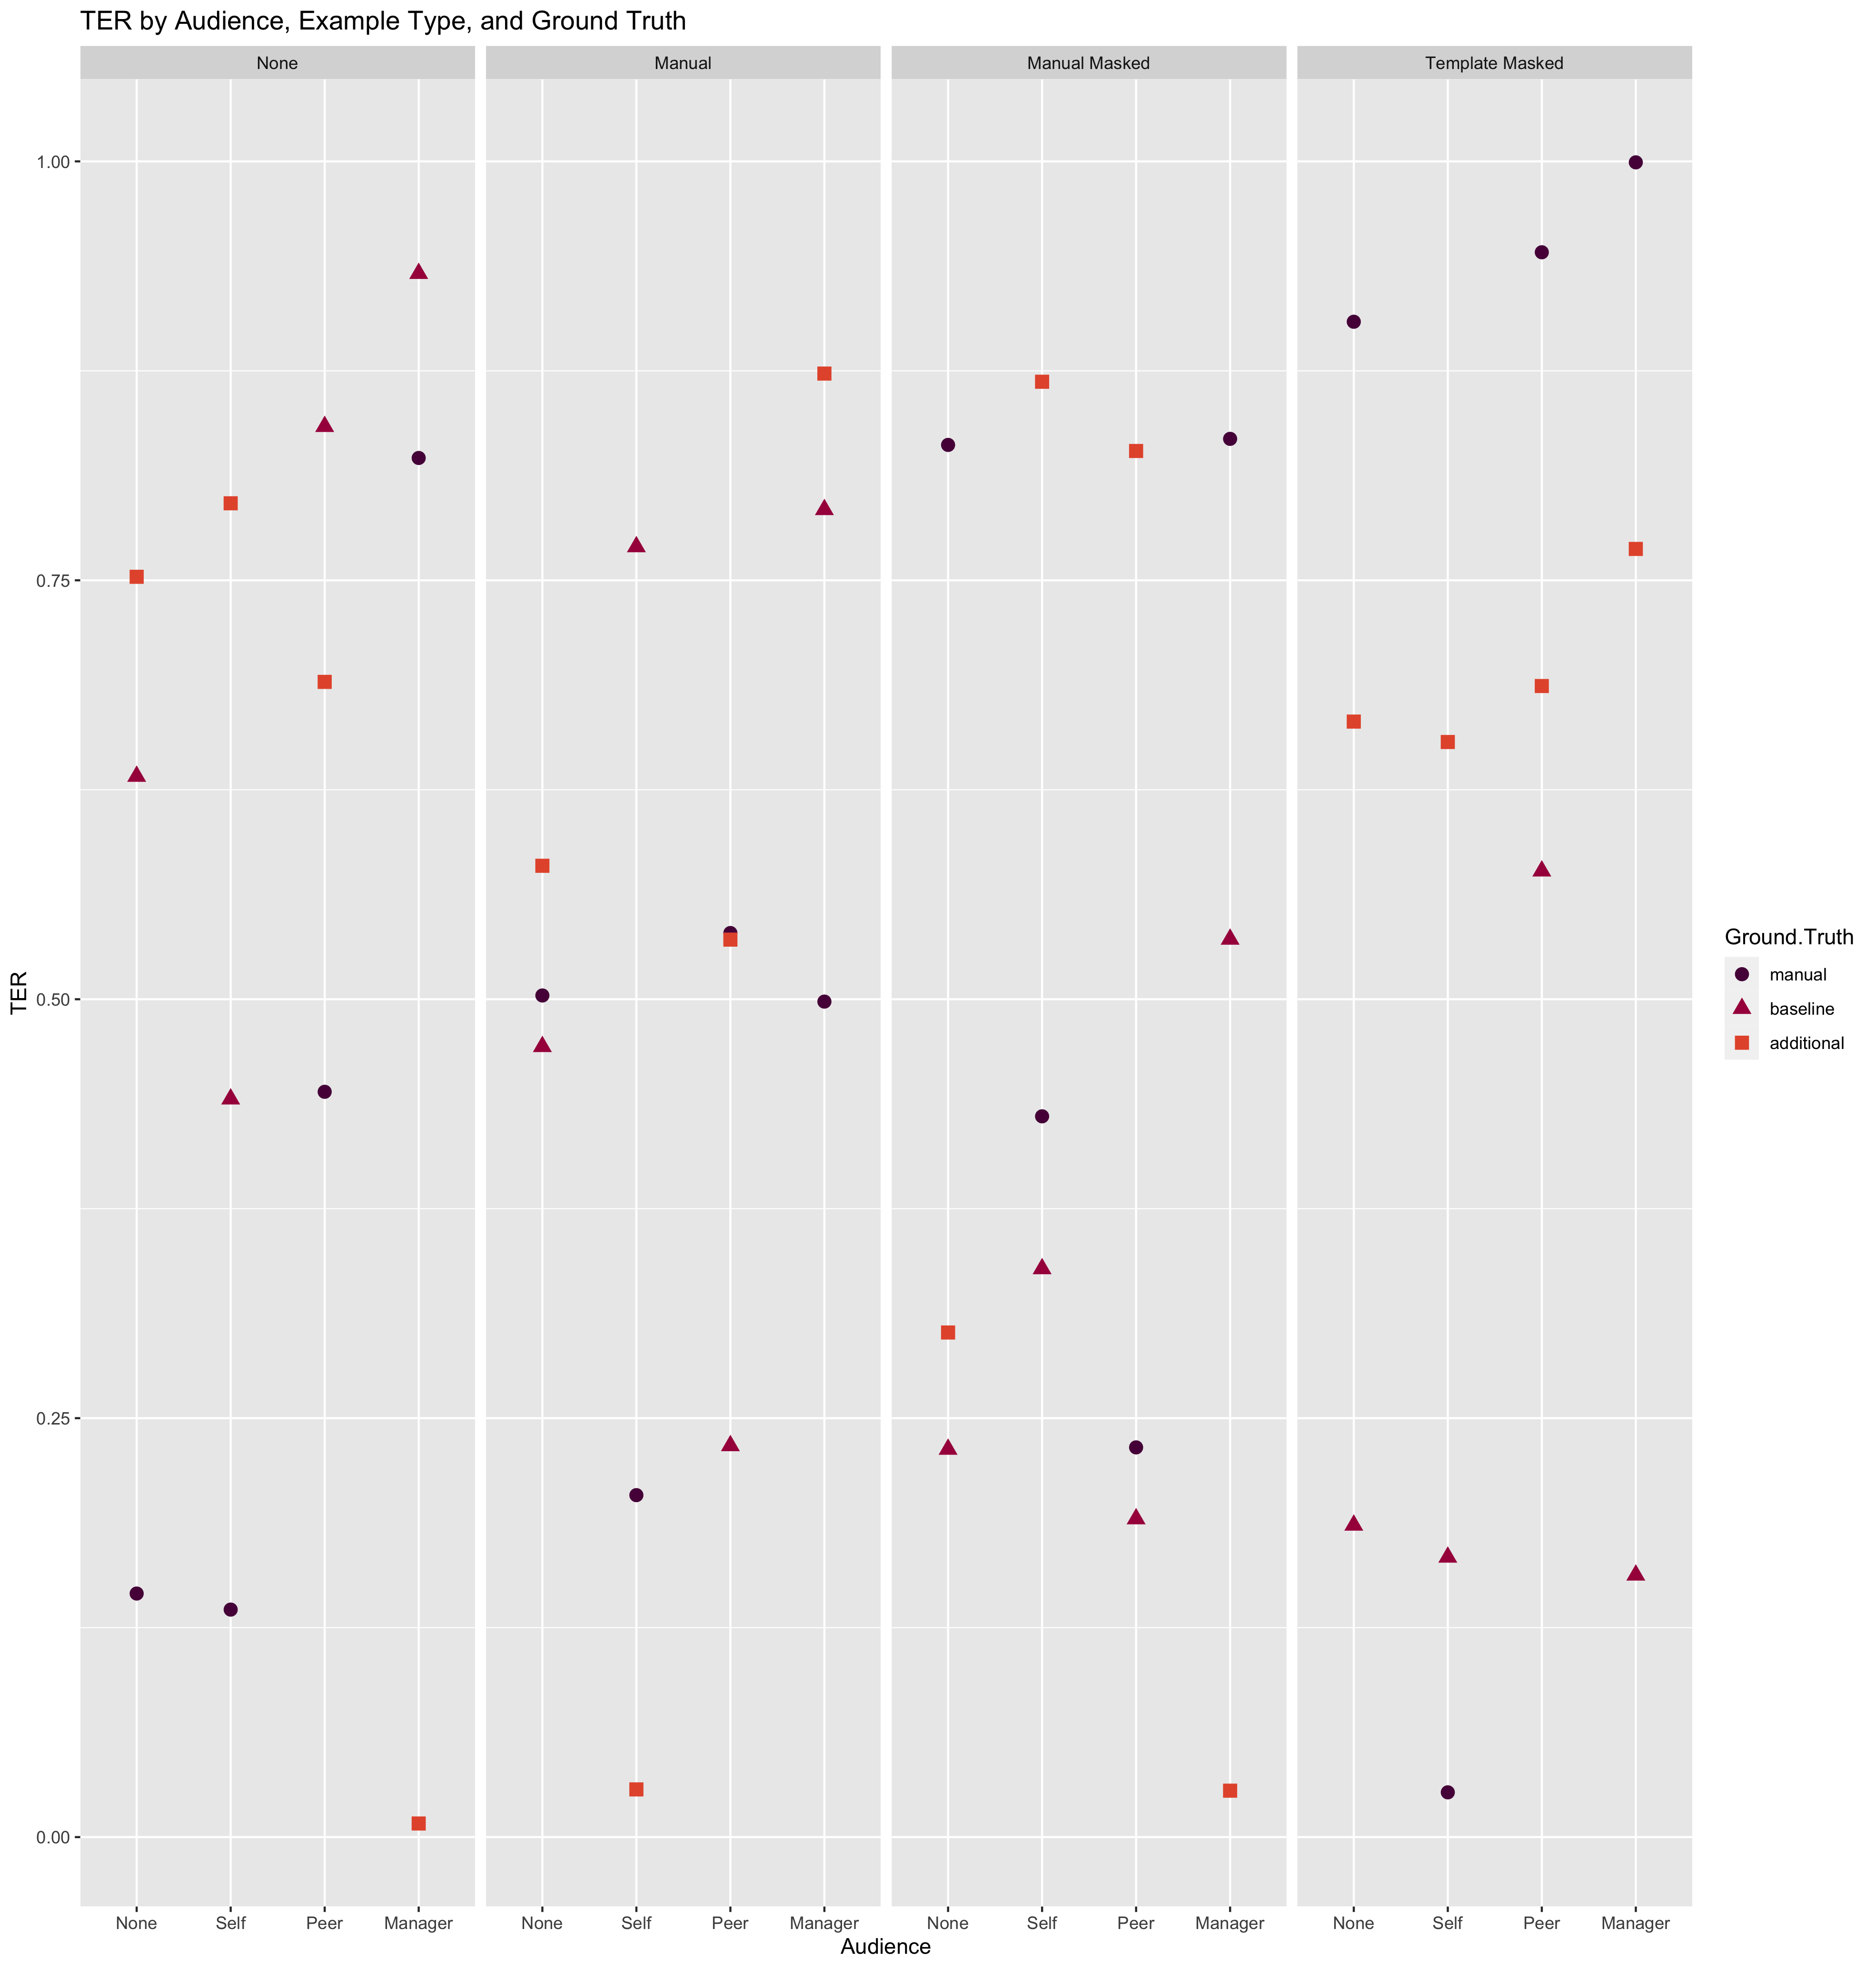 TER by Audience, Example Type, and Ground Truth
None Manual Manual Masked Template Masked
1.00
0.75
0.50
0.25
0.00
TER
None Self Peer Manager None Self Peer Manager None Self Peer Manager None Self Peer Manager
Audience
Ground.Truth
manual
baseline
additional